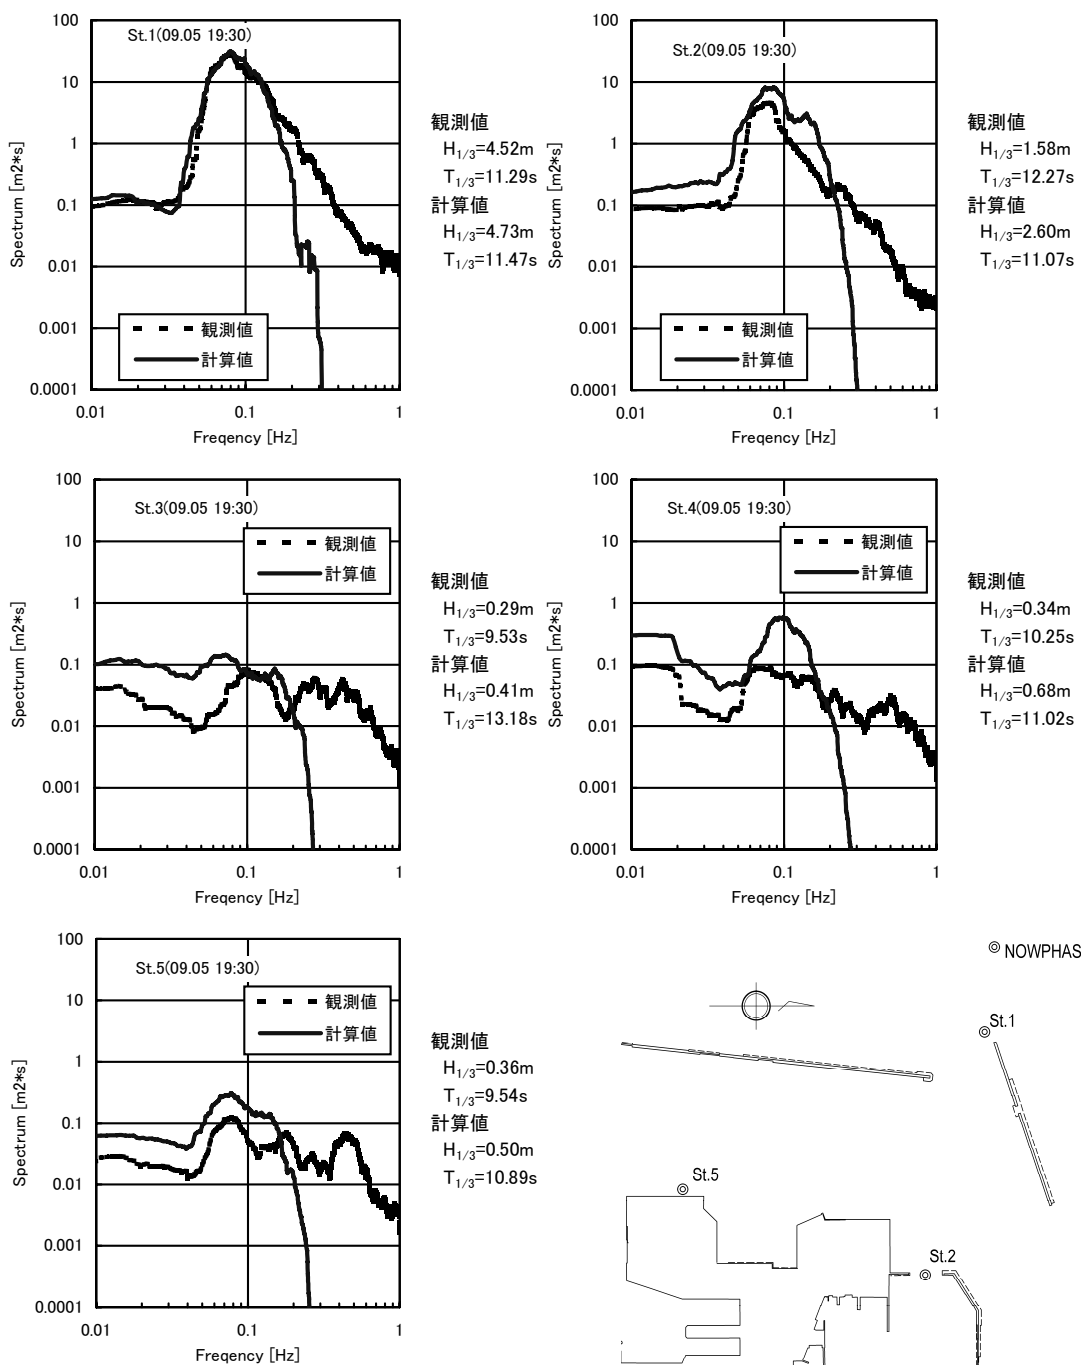 St.1(09.05 19:30)
Spectrum [m2*s]
100
10
1
0.1
0.01
0.001
0.0001
観測値
計算値
0.01
0.1
1
Freqency [Hz]
観測値
H1/3=4.52m
T1/3=11.29s
計算値
H1/3=4.73m
T1/3=11.47s
St.2(09.05 19:30)
Spectrum [m2*s]
100
10
1
0.1
0.01
0.001
0.0001
観測値
計算値
0.01
0.1
1
Freqency [Hz]
観測値
H1/3=1.58m
T1/3=12.27s
計算値
H1/3=2.60m
T1/3=11.07s
St.3(09.05 19:30)
Spectrum [m2*s]
100
10
1
0.1
0.01
0.001
0.0001
観測値
計算値
0.01
0.1
1
Freqency [Hz]
観測値
H1/3=0.29m
T1/3=9.53s
計算値
H1/3=0.41m
T1/3=13.18s
St.4(09.05 19:30)
Spectrum [m2*s]
100
10
1
0.1
0.01
0.001
0.0001
観測値
計算値
0.01
0.1
1
Freqency [Hz]
観測値
H1/3=0.34m
T1/3=10.25s
計算値
H1/3=0.68m
T1/3=11.02s
St.5(09.05 19:30)
Spectrum [m2*s]
100
10
1
0.1
0.01
0.001
0.0001
観測値
計算値
0.01
0.1
1
Freqency [Hz]
観測値
H1/3=0.36m
T1/3=9.54s
計算値
H1/3=0.50m
T1/3=10.89s
NOWPHAS
St.1
St.5
St.2